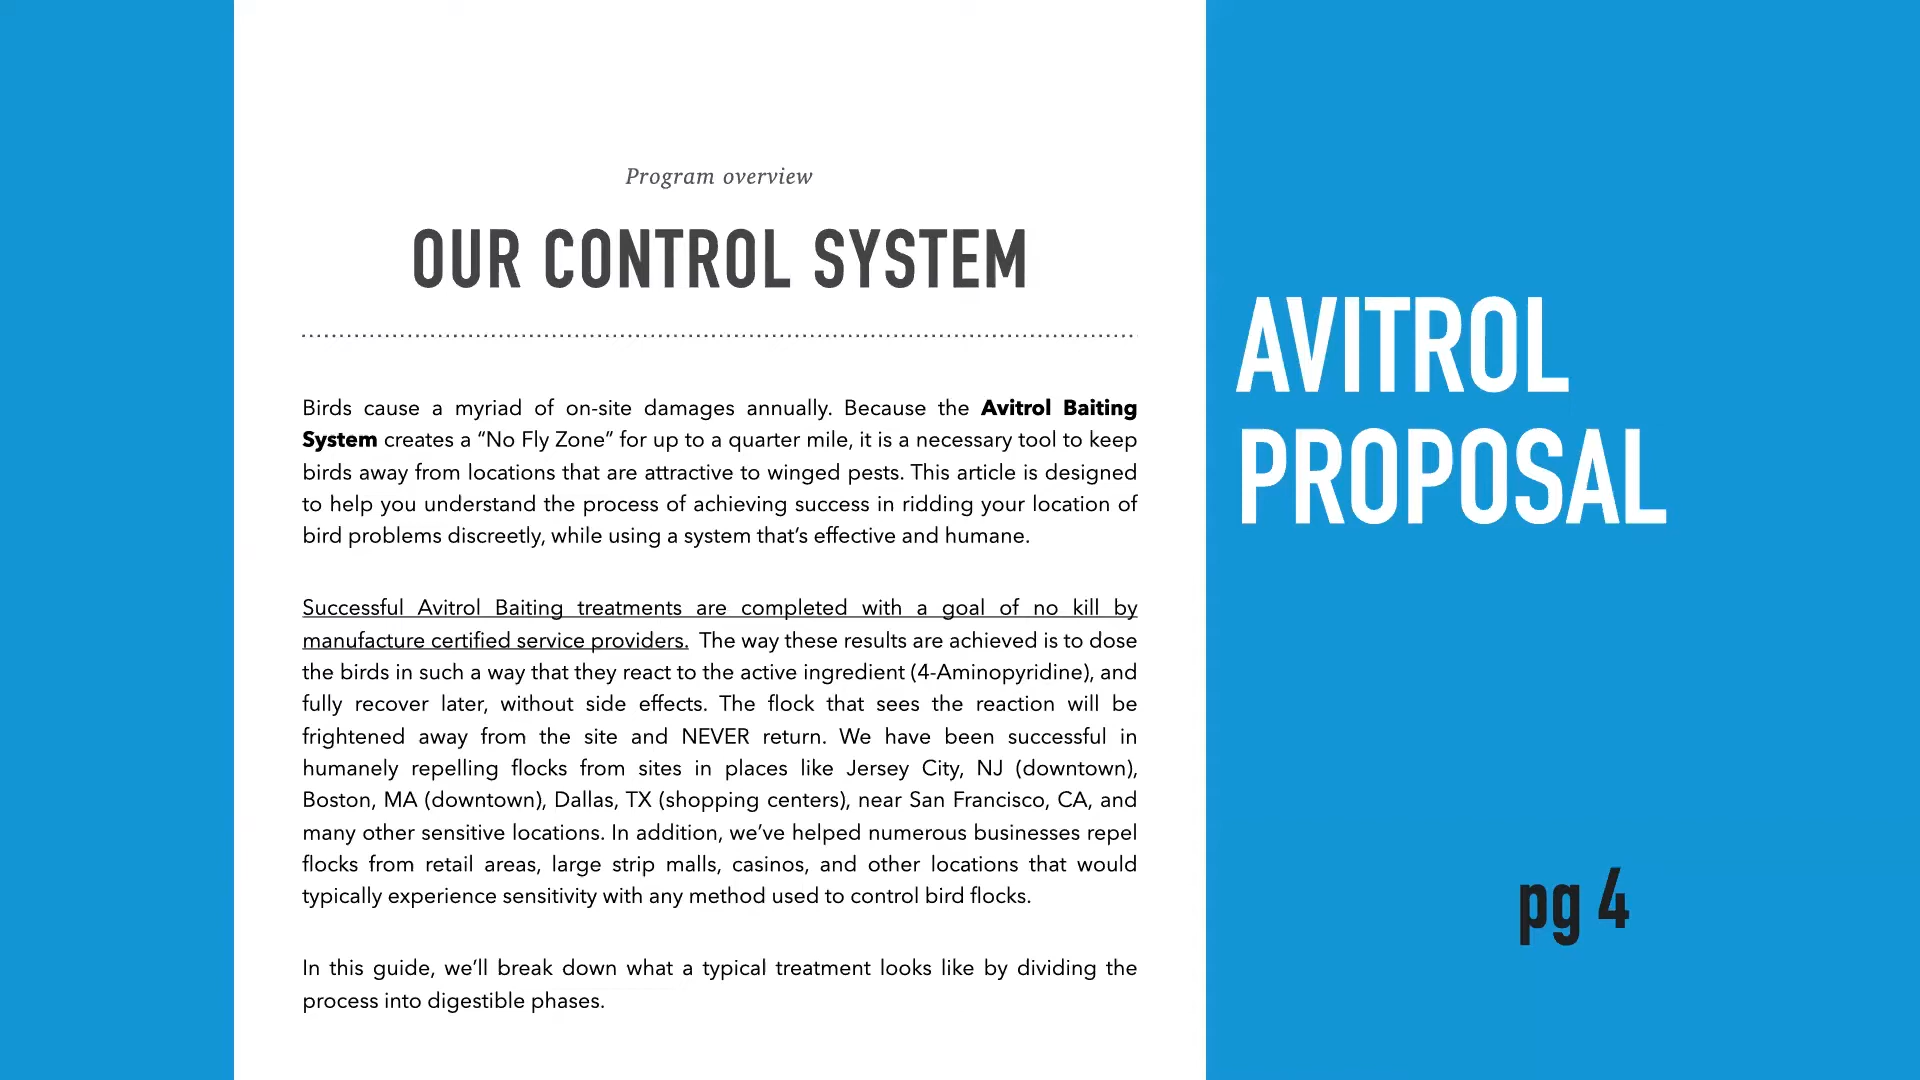 Program overview
OUR CONTROL SYSTEM
Birds cause a myriad of on-site damages annually. Because the Avitrol Baiting
System creates a “No Fly Zone” for up to a quarter mile, it is a necessary tool to keep
birds away from locations that are attractive to winged pests. This article is designed
to help you understand the process of achieving success in ridding your location of
bird problems discreetly, while using a system that’s effective and humane.
Successful Avitrol Baiting treatments are completed with a goal of no kill by
manufacture certified service providers. The way these results are achieved is to dose
the birds in such a way that they react to the active ingredient (4-Aminopyridine), and
fully recover later, without side effects. The flock that sees the reaction will be
frightened away from the site and NEVER return. We have been successful in
humanely repelling flocks from sites in places like Jersey City, NJ (downtown),
Boston, MA (downtown), Dallas, TX (shopping centers), near San Francisco, CA, and
many other sensitive locations. In addition, we’ve helped numerous businesses repel
flocks from retail areas, large strip malls, casinos, and other locations that would
typically experience sensitivity with any method used to control bird flocks.
In this guide, we’ll break down what a typical treatment looks like by dividing the
process into digestible phases.
AVITROL
PROPOSAL
pg 4